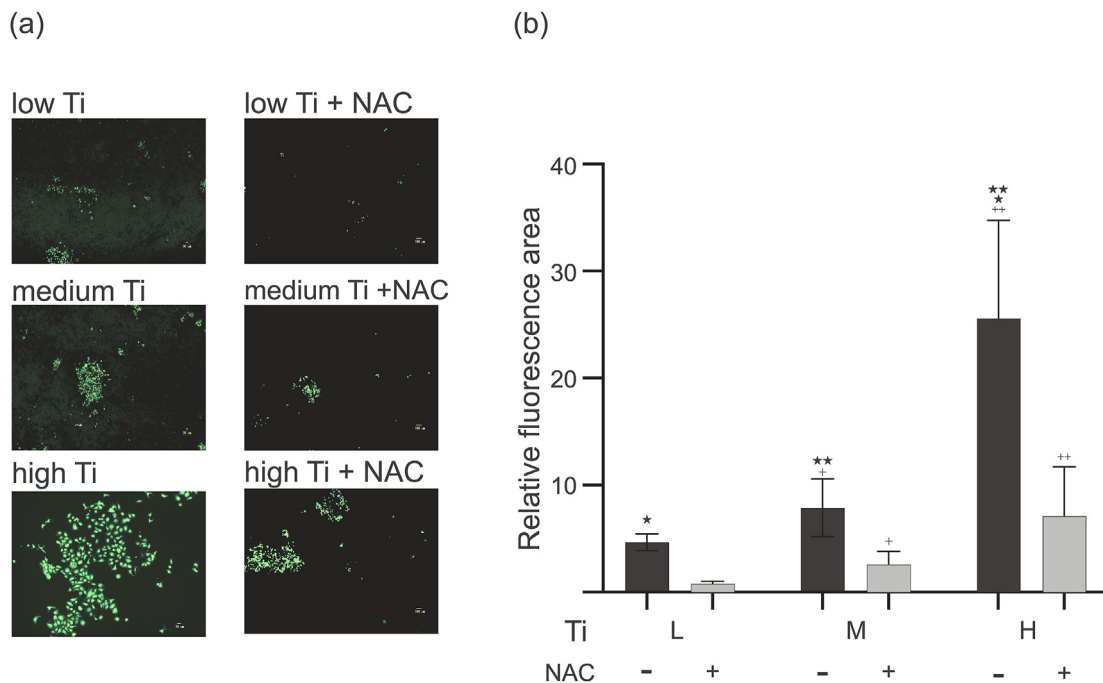 (a)
low Ti
low Ti + NAC
medium Ti
medium Ti +NAC
high Ti
high Ti + NAC
(b)
Relative fluorescence area
40
30
20
10
★
★★
+
+
★★
★
++
++
Ti
L
M
H
NAC
-
+
-
+
-
+